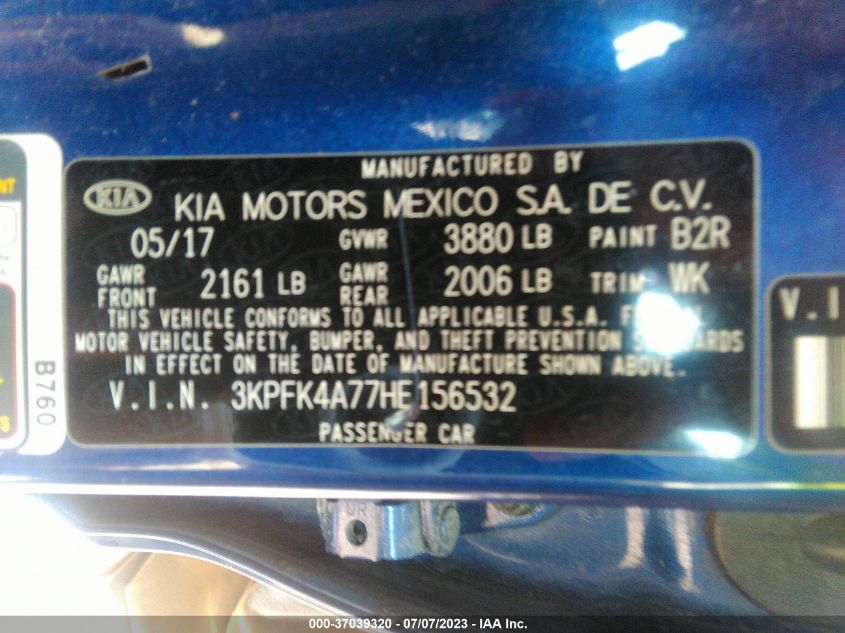 MANUFACTURED BY
KIA KIA MOTORS MEXICO S.A. DE C.V.
05/17 GVWR 3880 LB PAINT B2R
GAWR FRONT 2161 LB GAWR REAR 2006 LB TRIM WK
THIS VEHICLE CONFORMS TO ALL APPLICABLE U.S.A.
MOTOR VEHICLE SAFETY, BUMPER, AND THEFT PREVENTION
IN EFFECT ON THE DATE OF MANUFACTURE SHOWN ABOVE.
V.I.N. 3KPFK4A77HE156532
PASSENGER CAR
B760
V.I
UR
000-37039320 / 07/07/2023 - IAA Inc.